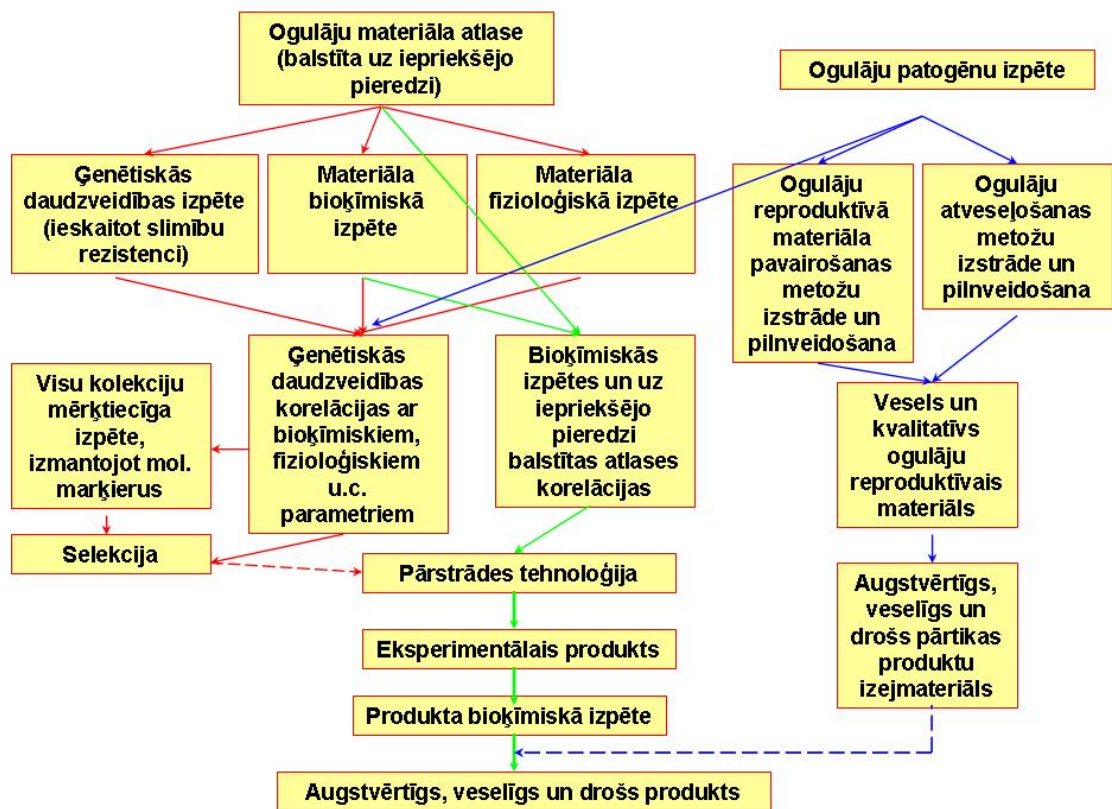 Ogulāju materiāla atlase
(balstīta uz iepriekšējo
pieredzi)
Ogulāju patogēnu izpēte
Ģenētiskās
daudzveidības izpēte
(ieskaitot slimību
rezistenci)
Materiāla
bioķīmiskā
izpēte
Materiāla
fizioloģiskā izpēte
Ogulāju
reproduktīvā
materiāla
pavairošanas
metožu
izstrāde un
pilnveidošana
Ogulāju
atveseļošanas
metožu
izstrāde un
pilnveidošana
Visu kolekciju
mērķtiecīga
izpēte,
izmantojot mol.
marķierus
Ģenētiskās
daudzveidības
korelācijas ar
bioķīmiskiem,
fizioloģiskiem
u.c.
parametriem
Bioķīmiskās
izpētes un uz
iepriekšējo
pieredzi
balstītas atlases
korelācijas
Vesels un
kvalitatīvs
ogulāju
reproduktīvais
materiāls
Selekcija
Pārstrādes tehnoloģija
Augstvērtīgs,
veselīgs un
drošs pārtikas
produktu
izejmateriāls
Eksperimentālais produkts
Produkta bioķīmiskā izpēte
Augstvērtīgs, veselīgs un drošs produkts